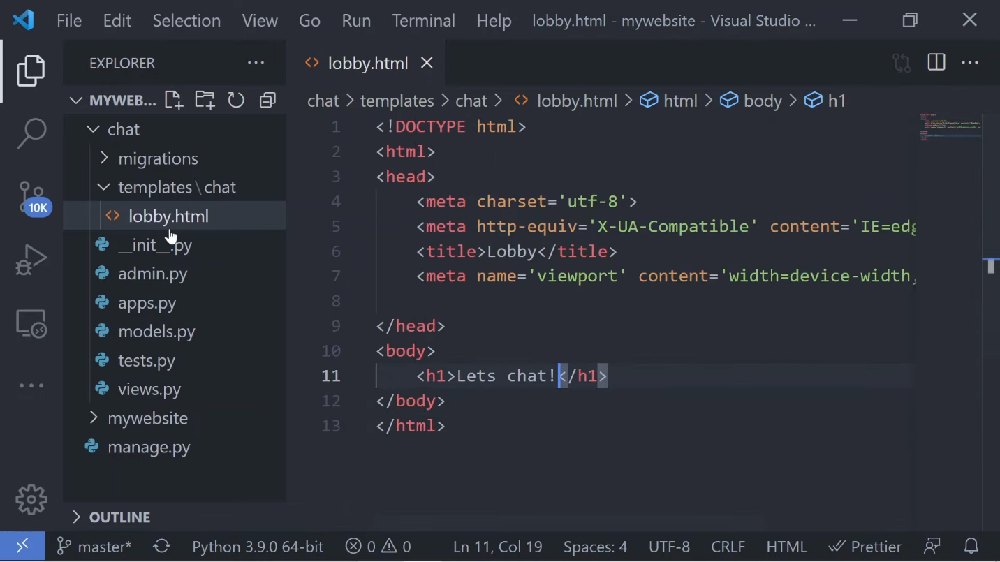 File Edit Selection View Go Run Terminal Help lobby.html - mywebsite - Visual Studio ...
EXPLORER
MYWEB...
chat
migrations
templates\chat
lobby.html
__init__.py
admin.py
apps.py
models.py
tests.py
views.py
mywebsite
manage.py
OUTLINE
10K
lobby.html
chat > templates > chat > lobby.html > html > body > h1
1 <!DOCTYPE html>
2 <html>
3 <head>
4 <meta charset='utf-8'>
5 <meta http-equiv='X-UA-Compatible' content='IE=edg
6 <title>Lobby</title>
7 <meta name='viewport' content='width=device-width,
8
9 </head>
10 <body>
11 <h1>Lets chat!</h1>
12 </body>
13 </html>
master* Python 3.9.0 64-bit 0 0 Ln 11, Col 19 Spaces: 4 UTF-8 CRLF HTML Prettier